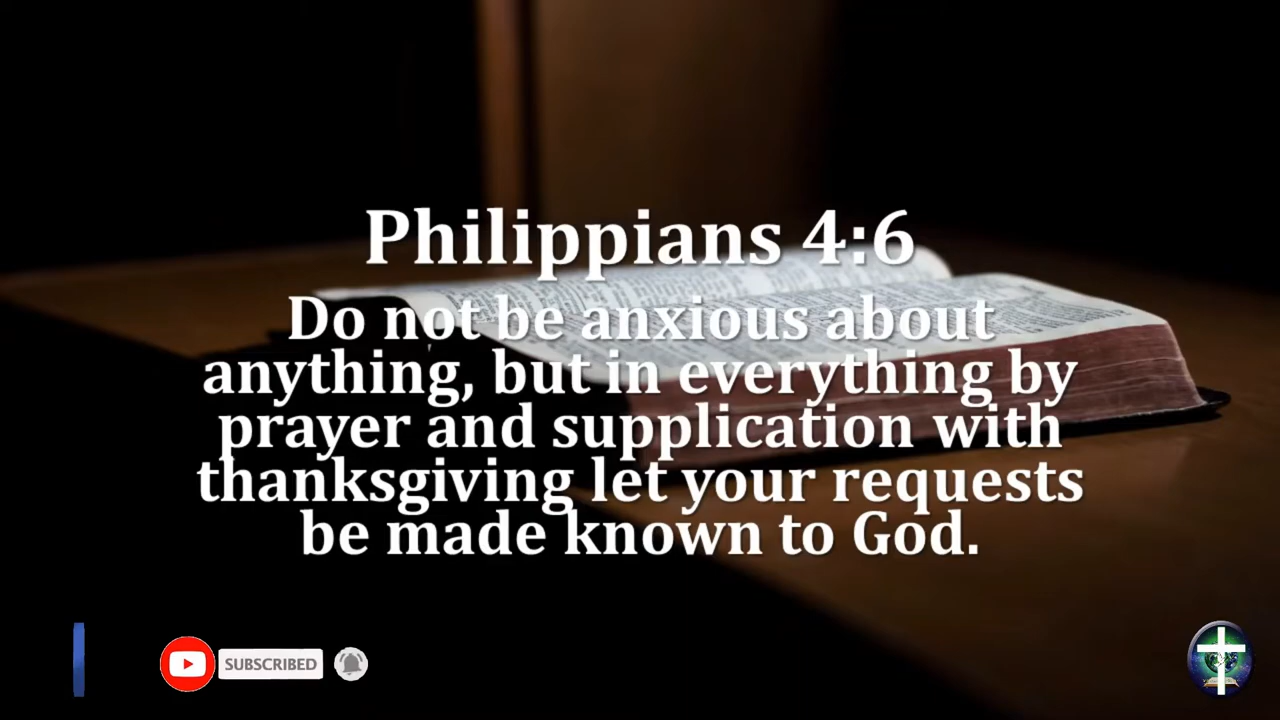 Philippians 4:6
Do not be anxious about
anything, but in everything by
prayer and supplication with
thanksgiving let your requests
be made known to God.
SUBSCRIBED